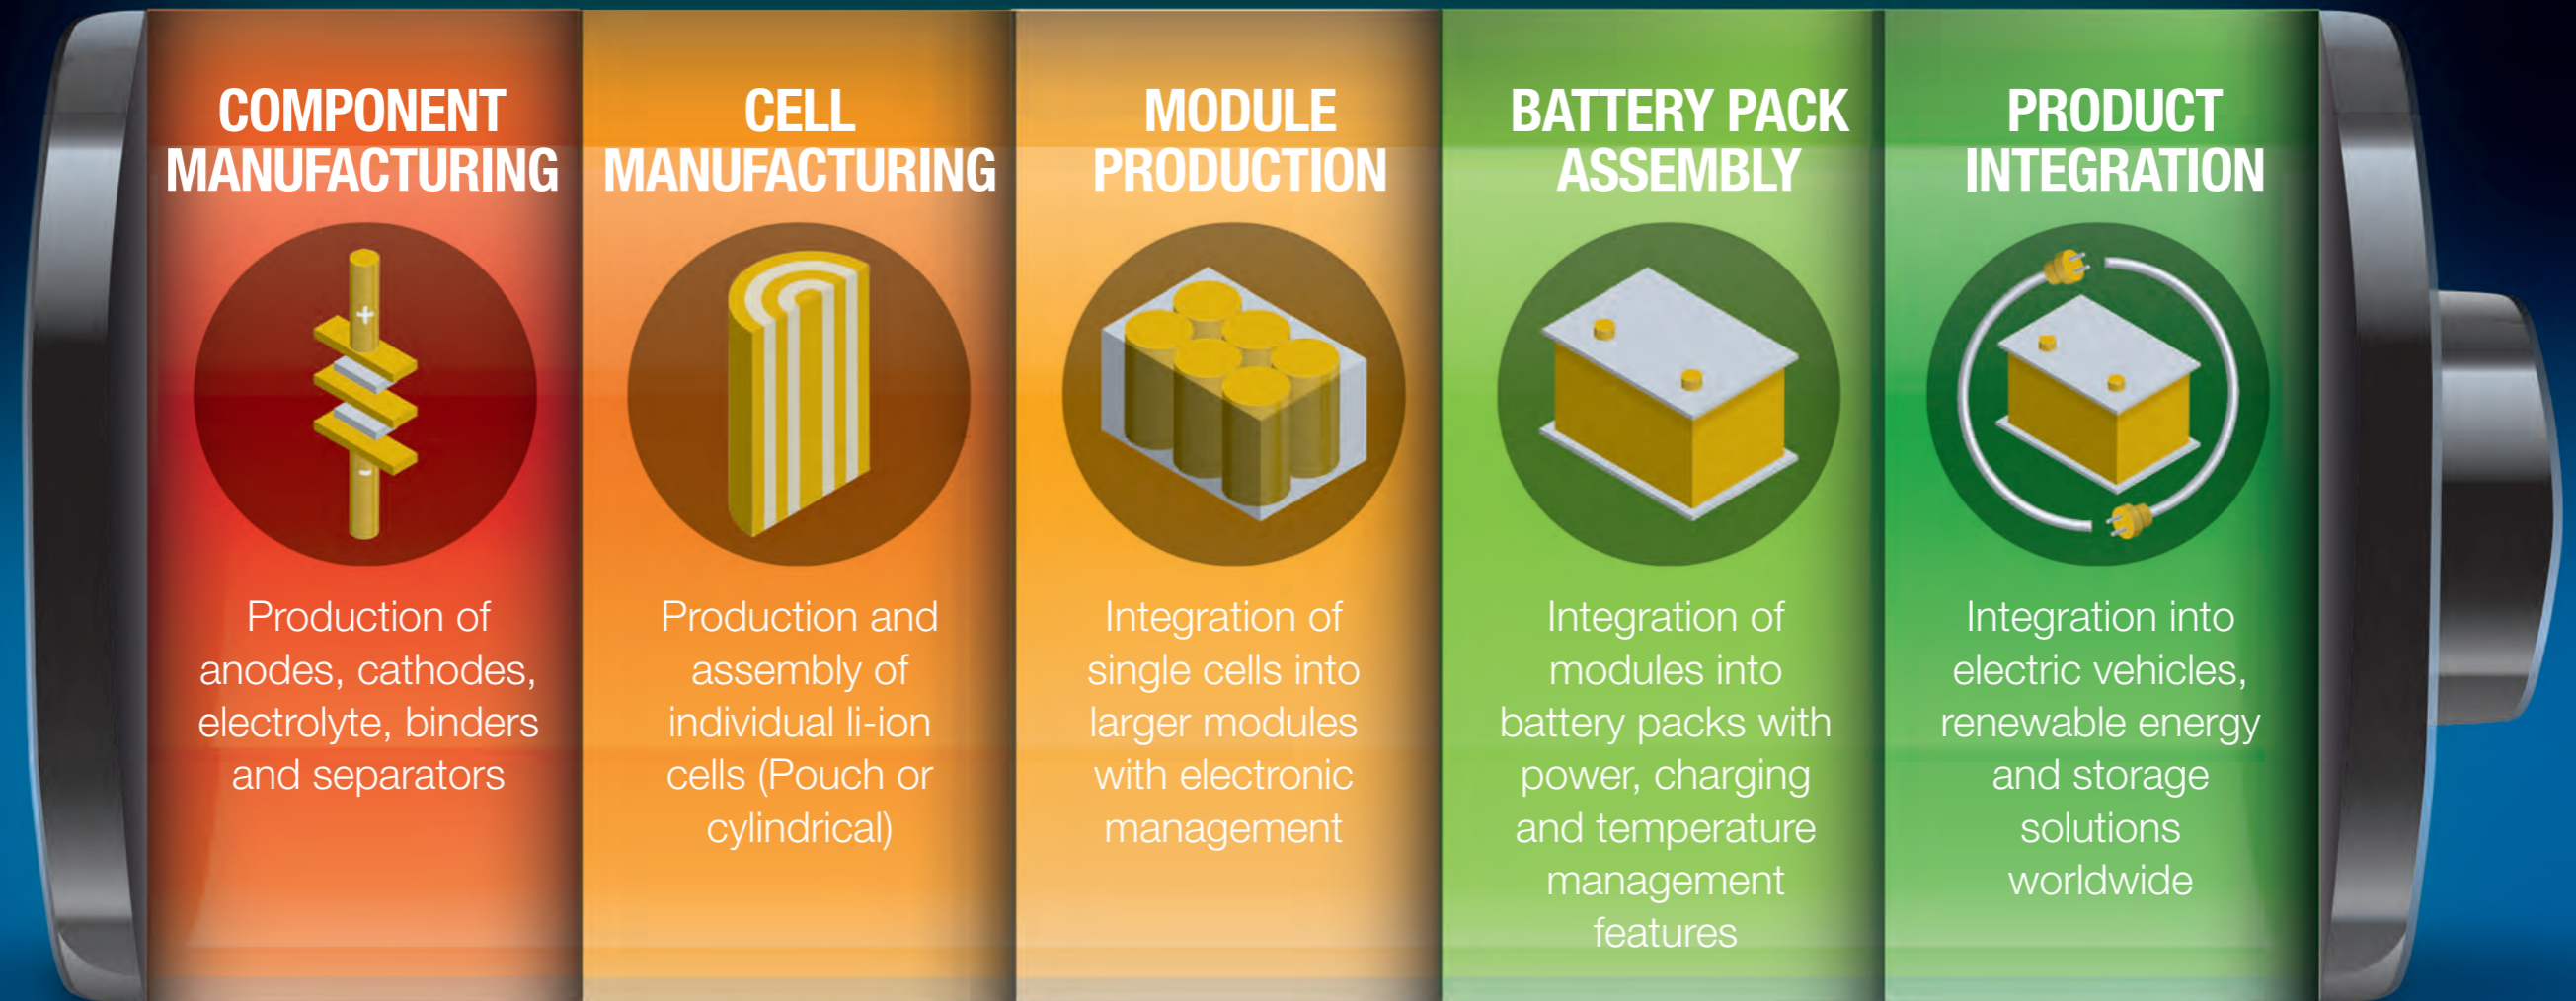 COMPONENT
MANUFACTURING
+
-
Production of
anodes, cathodes,
electrolyte, binders
and separators
CELL
MANUFACTURING
Production and
assembly of
individual li-ion
cells (Pouch or
cylindrical)
MODULE
PRODUCTION
Integration of
single cells into
larger modules
with electronic
management
BATTERY PACK
ASSEMBLY
Integration of
modules into
battery packs with
power, charging
and temperature
management
features
PRODUCT
INTEGRATION
Integration into
electric vehicles,
renewable energy
and storage
solutions
worldwide